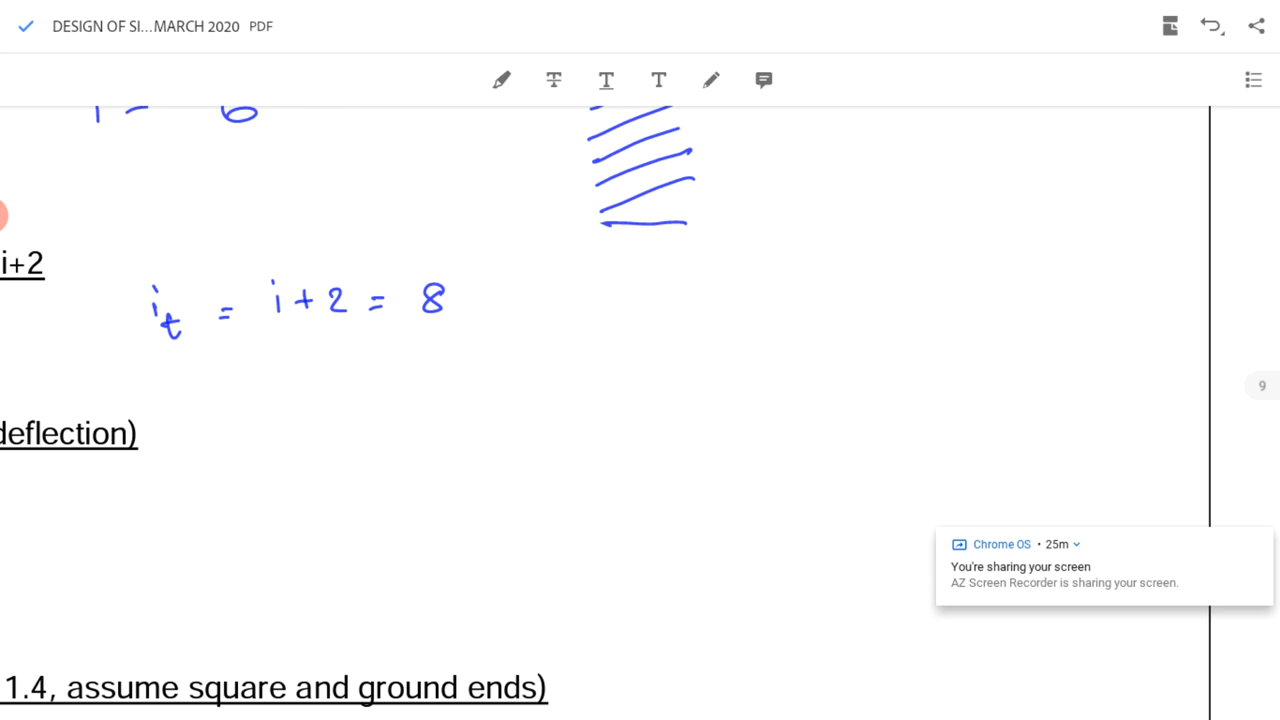 DESIGN OF SI...MARCH 2020 PDF
i = 6
i+2
i_t = i + 2 = 8
9
deflection)
Chrome OS • 25m
You're sharing your screen
AZ Screen Recorder is sharing your screen.
1.4, assume square and ground ends)